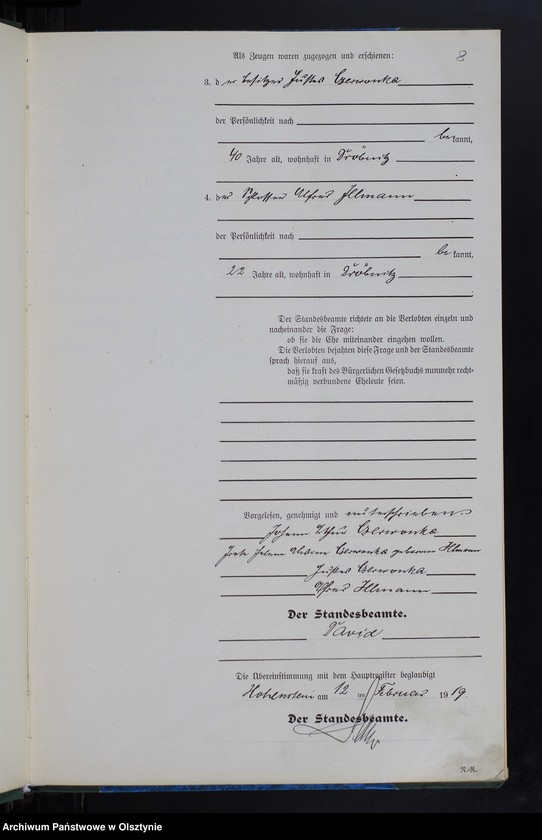 8
Als Zeugen waren zugezogen und erschienen:
3. der Besitzer Justus Czerwonka
der Persönlichkeit nach
bekannt,
40 Jahre alt, wohnhaft in Dröbnitz
4. der Schlosser Alfred Illmann
der Persönlichkeit nach
bekannt,
22 Jahre alt, wohnhaft in Dröbnitz
Der Standesbeamte richtete an die Verlobten einzeln und
nacheinander die Frage:
ob sie die Ehe miteinander eingehen wollen.
Die Verlobten bejahten diese Frage und der Standesbeamte
sprach hierauf aus,
daß sie kraft des Bürgerlichen Gesetzbuchs nunmehr recht-
mäßig verbundene Eheleute seien.
Vorgelesen, genehmigt und unterschrieben.
Johann Czerwonka
Czerwonka geborene Illmann
Justus Czerwonka
Alfred Illmann
Der Standesbeamte.
David
Die Übereinstimmung mit dem Hauptregister beglaubigt
Hohenstein am 12 ten Februar 1919.
Der Standesbeamte.
N.-R.
Archiwum Państwowe w Olsztynie